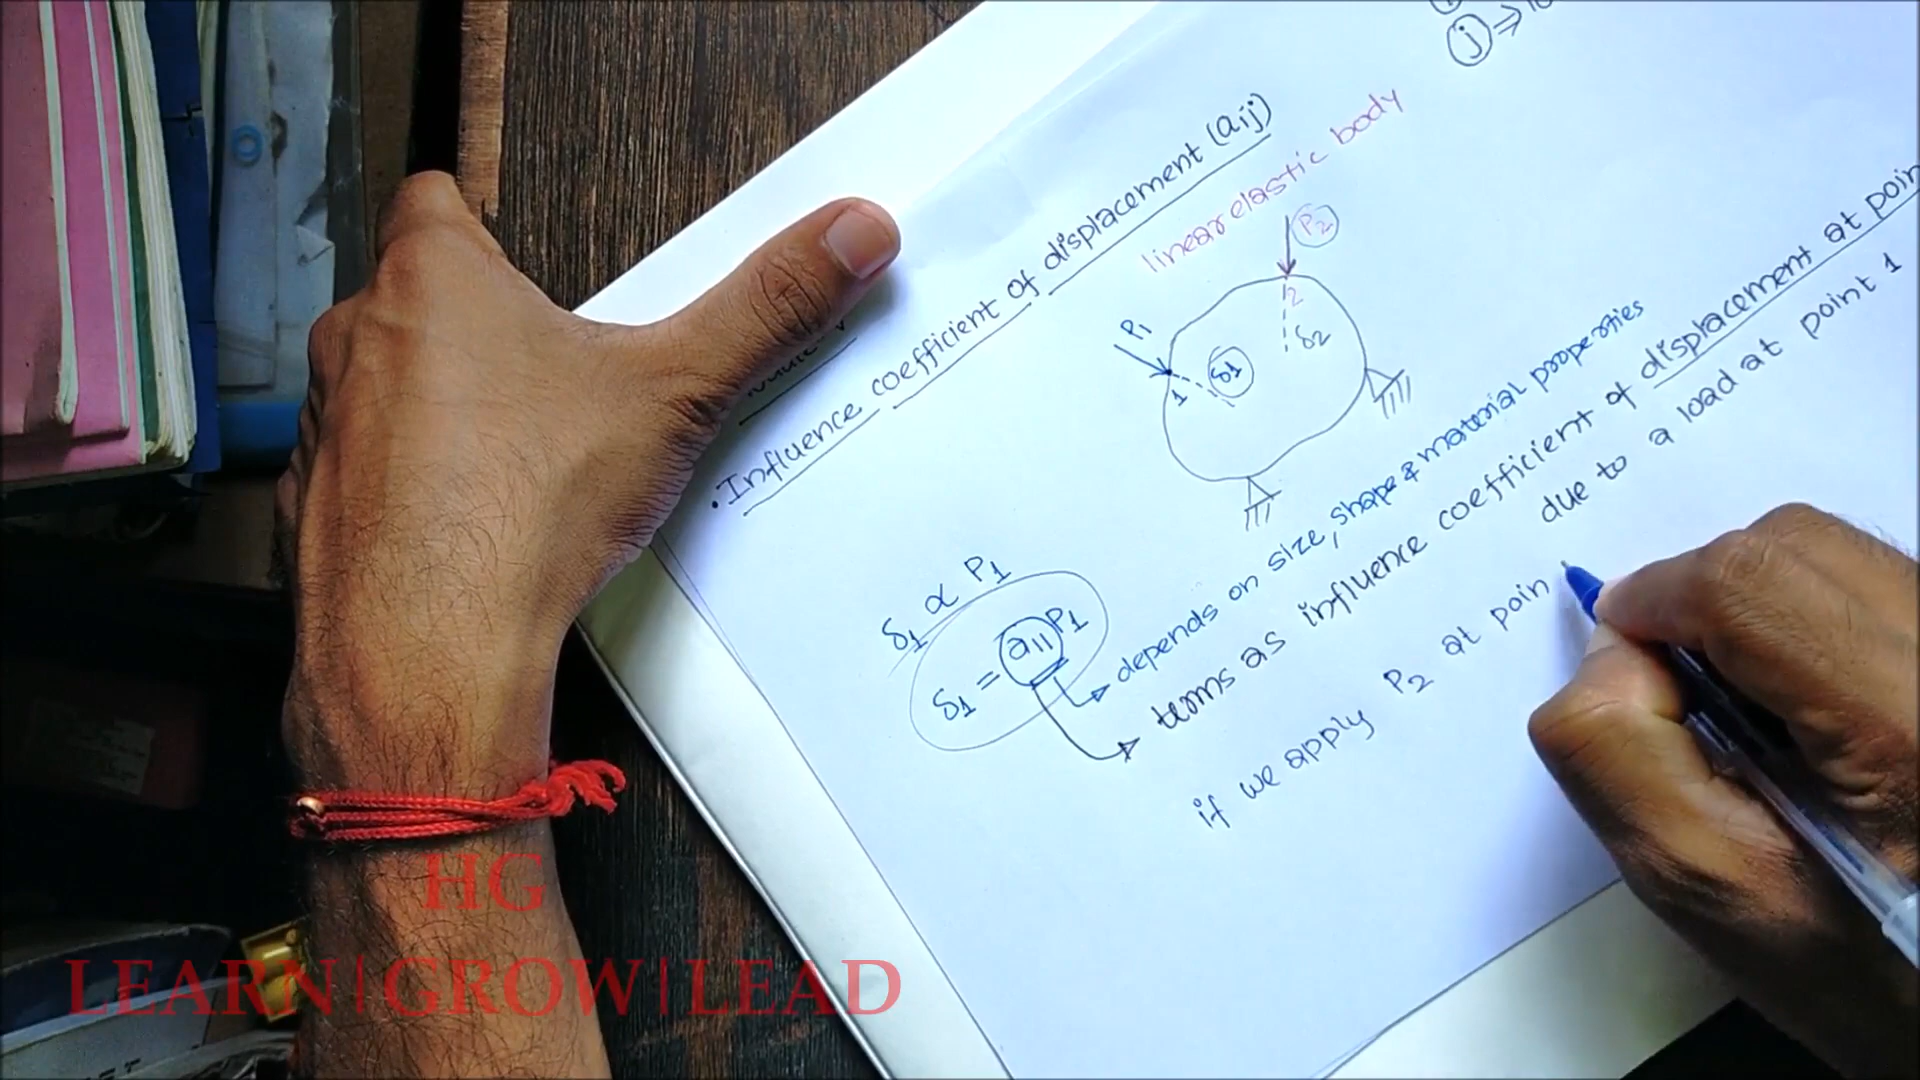 j ⇒
• Influence coefficient of displacement (aij)
linear elastic body
P2
2
P1
1
δ1
δ2
δ1 ∝ P1
δ1 = a11 P1
depends on size, shape & material properties
terms as influence coefficient of displacement at poin
due to a load at point 1
if we apply P2 at poin
HG
LEARN|GROW|LEAD